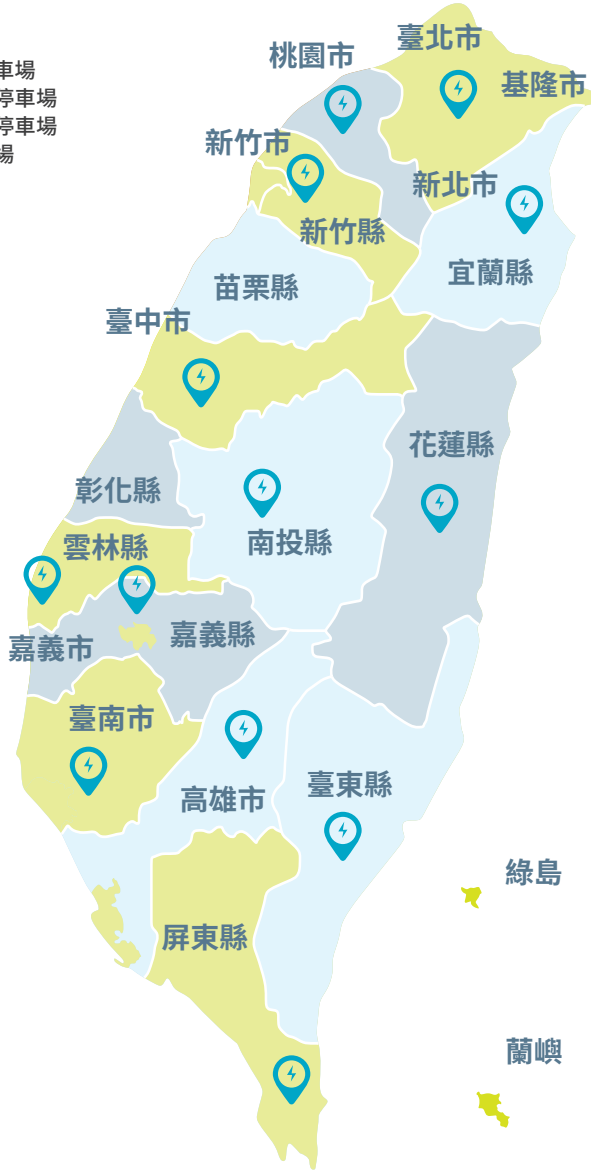 臺北市
桃園市
車場
基隆市
停車場
停車場
新竹市
場
新北市
新竹縣
宜蘭縣
苗栗縣
臺中市
花蓮縣
彰化縣
南投縣
雲林縣
嘉義縣
嘉義市
臺南市
臺東縣
高雄市
綠島
屏東縣
蘭嶼